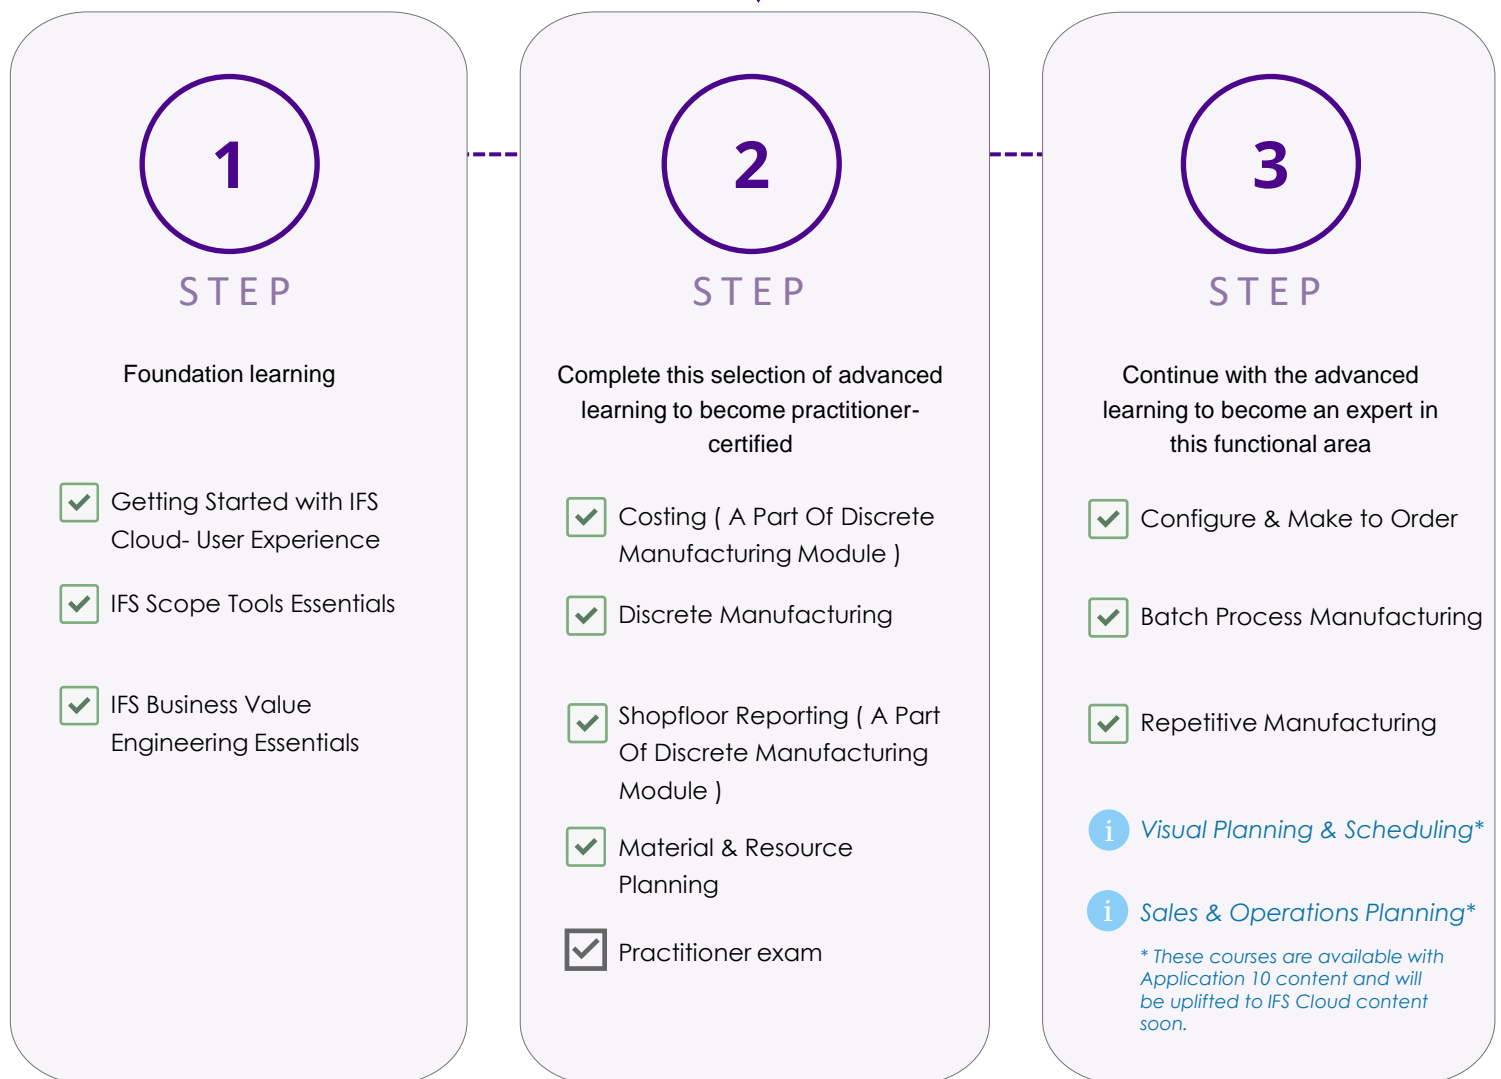 1
STEP
Foundation learning
Getting Started with IFS
Cloud- User Experience
IFS Scope Tools Essentials
IFS Business Value
Engineering Essentials
2
STEP
Complete this selection of advanced
learning to become practitioner-
certified
Costing ( A Part Of Discrete
Manufacturing Module )
Discrete Manufacturing
Shopfloor Reporting ( A Part
Of Discrete Manufacturing
Module )
Material & Resource
Planning
Practitioner exam
3
STEP
Continue with the advanced
learning to become an expert in
this functional area
Configure & Make to Order
Batch Process Manufacturing
Repetitive Manufacturing
i Visual Planning & Scheduling*
i Sales & Operations Planning*
* These courses are available with
Application 10 content and will
be uplifted to IFS Cloud content
soon.